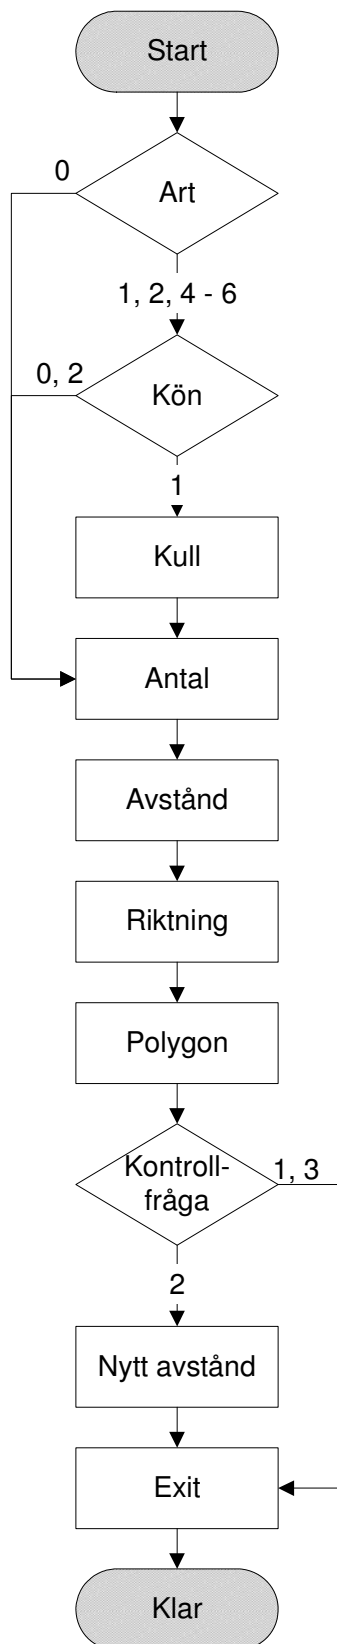 Start
0
Art
1, 2, 4 - 6
0, 2
Kön
1
Kull
Antal
Avstånd
Riktning
Polygon
Kontroll-
fråga
1, 3
2
Nytt avstånd
Exit
Klar